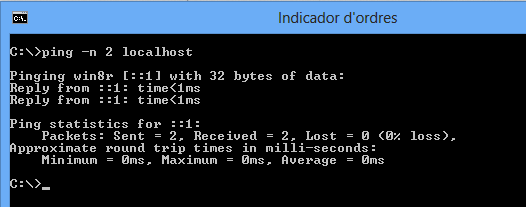 Indicador d'ordres
C:\>ping -n 2 localhost
Pinging win8r [::1] with 32 bytes of data:
Reply from ::1: time<1ms
Reply from ::1: time<1ms
Ping statistics for ::1:
    Packets: Sent = 2, Received = 2, Lost = 0 (0% loss),
Approximate round trip times in milli-seconds:
    Minimum = 0ms, Maximum = 0ms, Average = 0ms
C:\>_